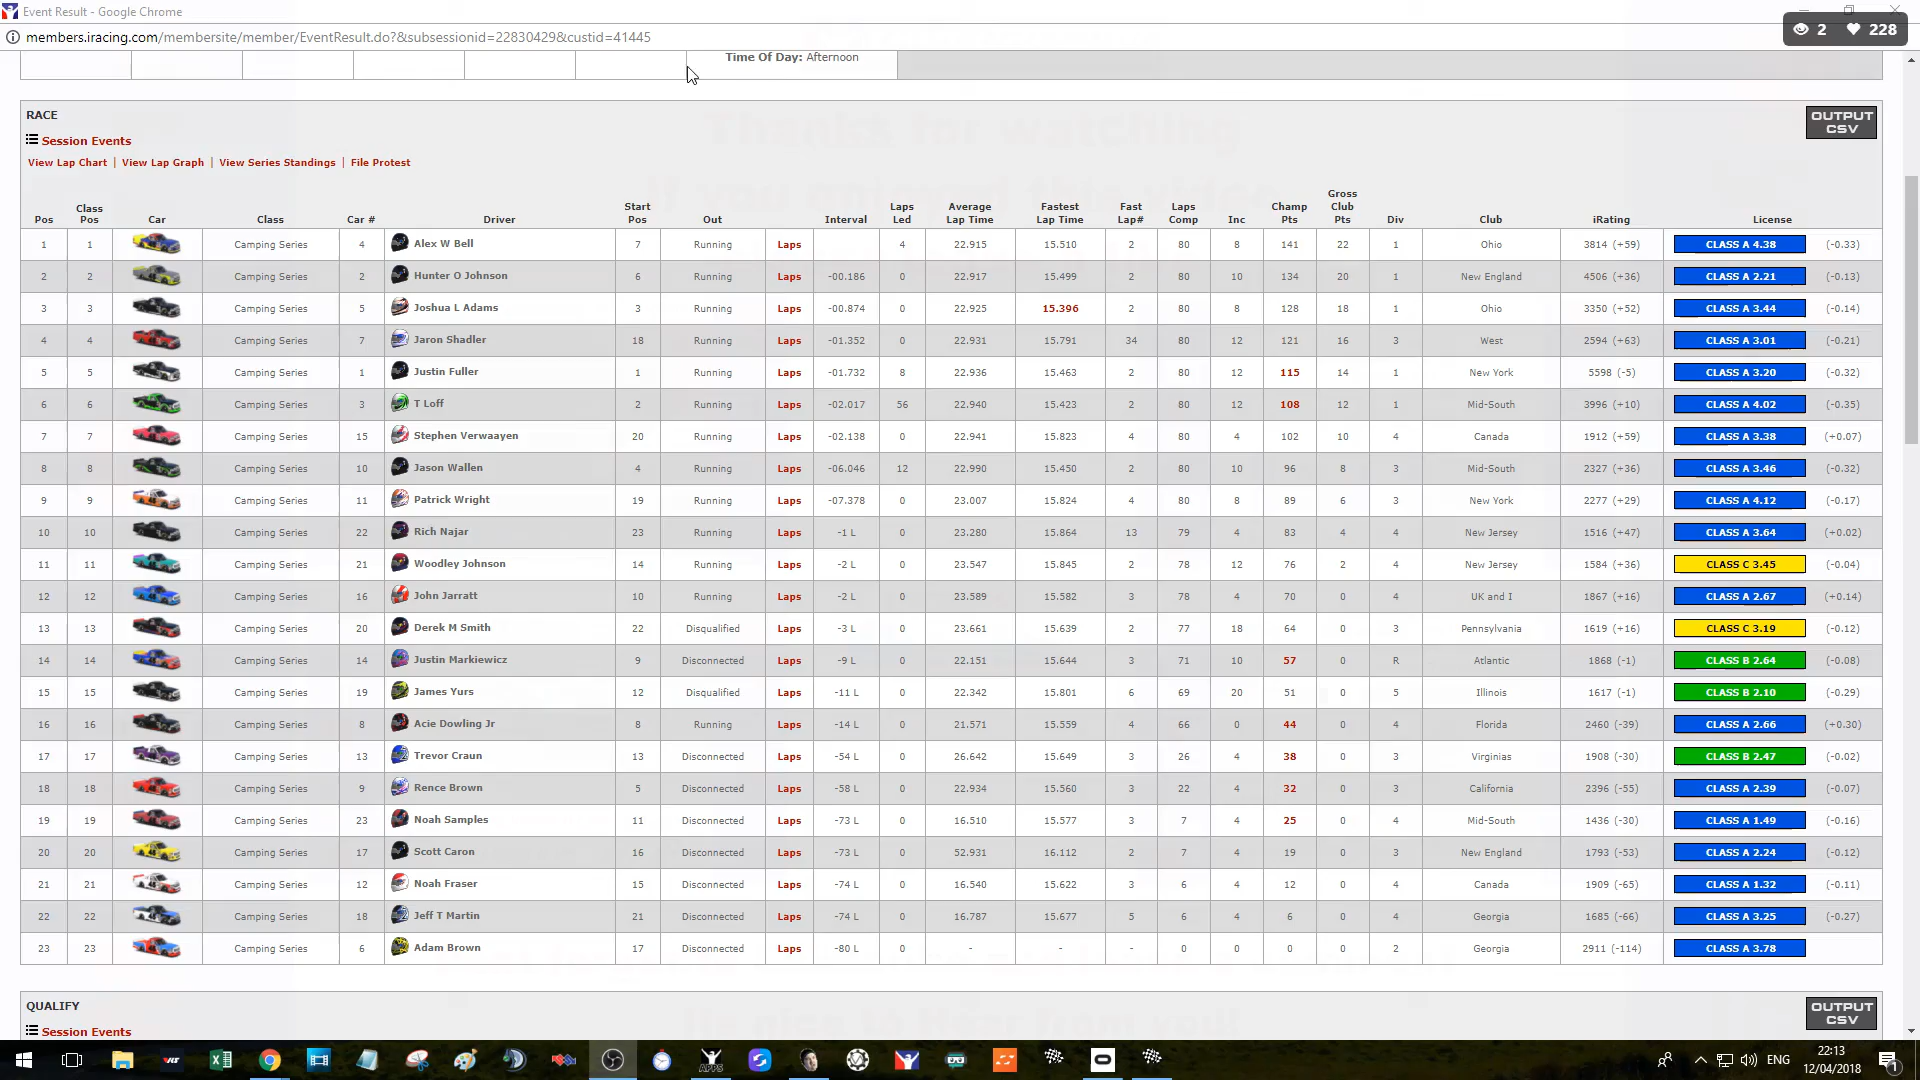 Event Result - Google Chrome
members.iracing.com/membersite/member/EventResult.do?&subsessionid=22830429&custid=41445
2 228
Time Of Day: Afternoon
RACE
OUTPUT CSV
Session Events
View Lap Chart | View Lap Graph | View Series Standings | File Protest
Thanks for watching
if you enjoyed this video
Pos Class Pos Car Class Car # Driver Start Pos Out Interval Laps Led Average Lap Time Fastest Lap Time Fast Lap# Laps Comp Inc Champ Pts Gross Club Pts Div Club iRating License
1 1 Camping Series 4 Alex W Bell 7 Running Laps 4 22.915 15.510 2 80 8 141 22 1 Ohio 3814 (+59) CLASS A 4.38 (-0.33)
2 2 Camping Series 2 Hunter O Johnson 6 Running Laps -00.186 0 22.917 15.499 2 80 10 134 20 1 New England 4506 (+36) CLASS A 2.21 (-0.13)
3 3 Camping Series 5 Joshua L Adams 3 Running Laps -00.874 0 22.925 15.396 2 80 8 128 18 1 Ohio 3350 (+52) CLASS A 3.44 (-0.14)
4 4 Camping Series 7 Jaron Shadler 18 Running Laps -01.352 0 22.931 15.791 34 80 12 121 16 3 West 2594 (+63) CLASS A 3.01 (-0.21)
5 5 Camping Series 1 Justin Fuller 1 Running Laps -01.732 8 22.936 15.463 2 80 12 115 14 1 New York 5598 (-5) CLASS A 3.20 (-0.32)
6 6 Camping Series 3 T Loff 2 Running Laps -02.017 56 22.940 15.423 2 80 12 108 12 1 Mid-South 3996 (+10) CLASS A 4.02 (-0.35)
7 7 Camping Series 15 Stephen Verwaayen 20 Running Laps -02.138 0 22.941 15.823 4 80 4 102 10 4 Canada 1912 (+59) CLASS A 3.38 (+0.07)
8 8 Camping Series 10 Jason Wallen 4 Running Laps -06.046 12 22.990 15.450 2 80 10 96 8 3 Mid-South 2327 (+36) CLASS A 3.46 (-0.32)
9 9 Camping Series 11 Patrick Wright 19 Running Laps -07.378 0 23.007 15.824 4 80 8 89 6 3 New York 2277 (+29) CLASS A 4.12 (-0.17)
10 10 Camping Series 22 Rich Najar 23 Running Laps -1 L 0 23.280 15.864 13 79 4 83 4 4 New Jersey 1516 (+47) CLASS A 3.64 (+0.02)
11 11 Camping Series 21 Woodley Johnson 14 Running Laps -2 L 0 23.547 15.845 2 78 12 76 2 4 New Jersey 1584 (+36) CLASS C 3.45 (-0.04)
12 12 Camping Series 16 John Jarratt 10 Running Laps -2 L 0 23.589 15.582 3 78 4 70 0 4 UK and I 1867 (+16) CLASS A 2.67 (+0.14)
13 13 Camping Series 20 Derek M Smith 22 Disqualified Laps -3 L 0 23.661 15.639 2 77 18 64 0 3 Pennsylvania 1619 (+16) CLASS C 3.19 (-0.12)
14 14 Camping Series 14 Justin Markiewicz 9 Disconnected Laps -9 L 0 22.151 15.644 3 71 10 57 0 R Atlantic 1868 (-1) CLASS B 2.64 (-0.08)
15 15 Camping Series 19 James Yurs 12 Disqualified Laps -11 L 0 22.342 15.801 6 69 20 51 0 5 Illinois 1617 (-1) CLASS B 2.10 (-0.29)
16 16 Camping Series 8 Acie Dowling Jr 8 Running Laps -14 L 0 21.571 15.559 4 66 0 44 0 4 Florida 2460 (-39) CLASS A 2.66 (+0.30)
17 17 Camping Series 13 Trevor Craun 13 Disconnected Laps -54 L 0 26.642 15.649 3 26 4 38 0 3 Virginias 1908 (-30) CLASS B 2.47 (-0.02)
18 18 Camping Series 9 Rence Brown 5 Disconnected Laps -58 L 0 22.934 15.560 3 22 4 32 0 3 California 2396 (-55) CLASS A 2.39 (-0.07)
19 19 Camping Series 23 Noah Samples 11 Disconnected Laps -73 L 0 16.510 15.577 3 7 4 25 0 4 Mid-South 1436 (-30) CLASS A 1.49 (-0.16)
20 20 Camping Series 17 Scott Caron 16 Disconnected Laps -73 L 0 52.931 16.112 2 7 4 19 0 3 New England 1793 (-53) CLASS A 2.24 (-0.12)
21 21 Camping Series 12 Noah Fraser 15 Disconnected Laps -74 L 0 16.540 15.622 3 6 4 12 0 4 Canada 1909 (-65) CLASS A 1.32 (-0.11)
22 22 Camping Series 18 Jeff T Martin 21 Disconnected Laps -74 L 0 16.787 15.677 5 6 4 6 0 4 Georgia 1685 (-66) CLASS A 3.25 (-0.27)
23 23 Camping Series 6 Adam Brown 17 Disconnected Laps -80 L 0 - - - 0 0 0 0 2 Georgia 2911 (-114) CLASS A 3.78
QUALIFY
OUTPUT CSV
Session Events
APPS
ENG
22:13
12/04/2018
1